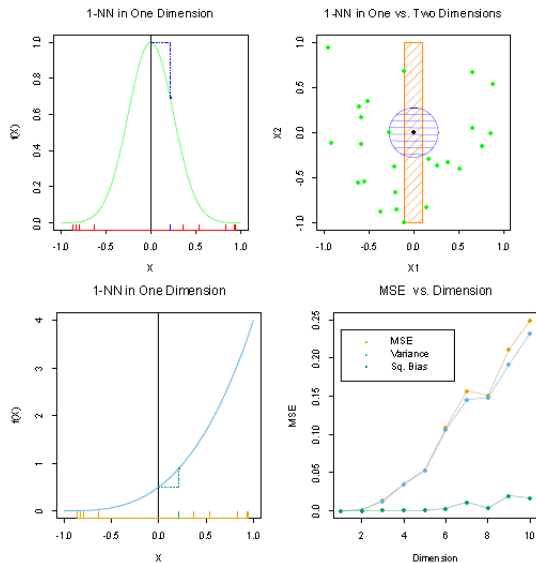 1-NN in One Dimension
f(X)
1.0
0.8
0.6
0.4
0.2
0.0
-1.0 -0.5 0.0 0.5 1.0
X
1-NN in One vs. Two Dimensions
X2
1.0
0.5
0.0
-0.5
-1.0
-1.0 -0.5 0.0 0.5 1.0
X1
1-NN in One Dimension
f(X)
4
3
2
1
0
-1.0 -0.5 0.0 0.5 1.0
X
MSE vs. Dimension
MSE
Variance
Sq. Bias
MSE
0.25
0.20
0.15
0.10
0.05
0.0
2 4 6 8 10
Dimension